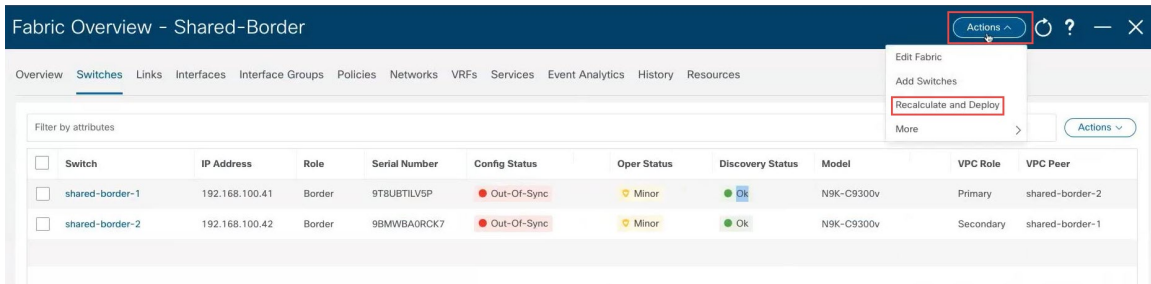 Fabric Overview - Shared-Border
Actions
?
Edit Fabric
Add Switches
Recalculate and Deploy
More
Overview Switches Links Interfaces Interface Groups Policies Networks VRFs Services Event Analytics History Resources
Filter by attributes
Actions
Switch IP Address Role Serial Number Config Status Oper Status Discovery Status Model VPC Role VPC Peer
shared-border-1 192.168.100.41 Border 9T8UBTILV5P Out-Of-Sync Minor Ok N9K-C9300v Primary shared-border-2
shared-border-2 192.168.100.42 Border 9BMWBA0RCK7 Out-Of-Sync Minor Ok N9K-C9300v Secondary shared-border-1